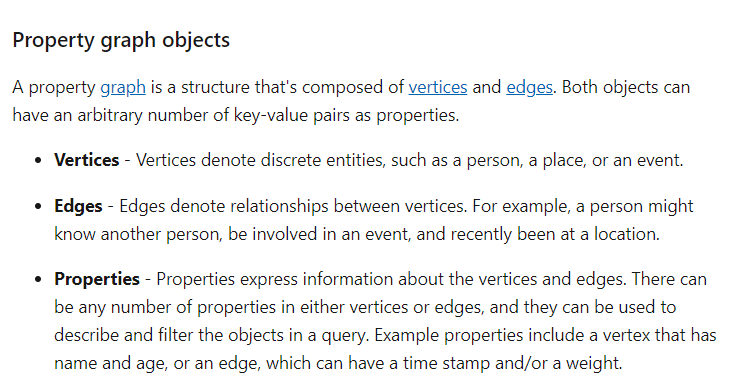 Property graph objects
A property graph is a structure that's composed of vertices and edges. Both objects can
have an arbitrary number of key-value pairs as properties.
• Vertices - Vertices denote discrete entities, such as a person, a place, or an event.
• Edges - Edges denote relationships between vertices. For example, a person might
know another person, be involved in an event, and recently been at a location.
• Properties - Properties express information about the vertices and edges. There can
be any number of properties in either vertices or edges, and they can be used to
describe and filter the objects in a query. Example properties include a vertex that has
name and age, or an edge, which can have a time stamp and/or a weight.